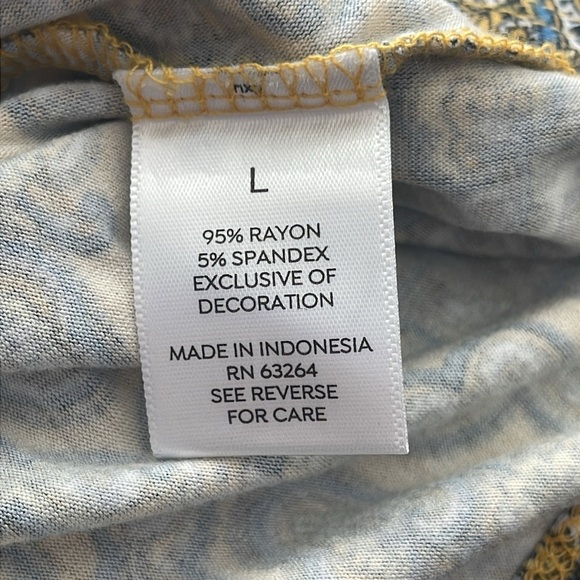 L
95% RAYON
5% SPANDEX
EXCLUSIVE OF
DECORATION
MADE IN INDONESIA
RN 63264
SEE REVERSE
FOR CARE